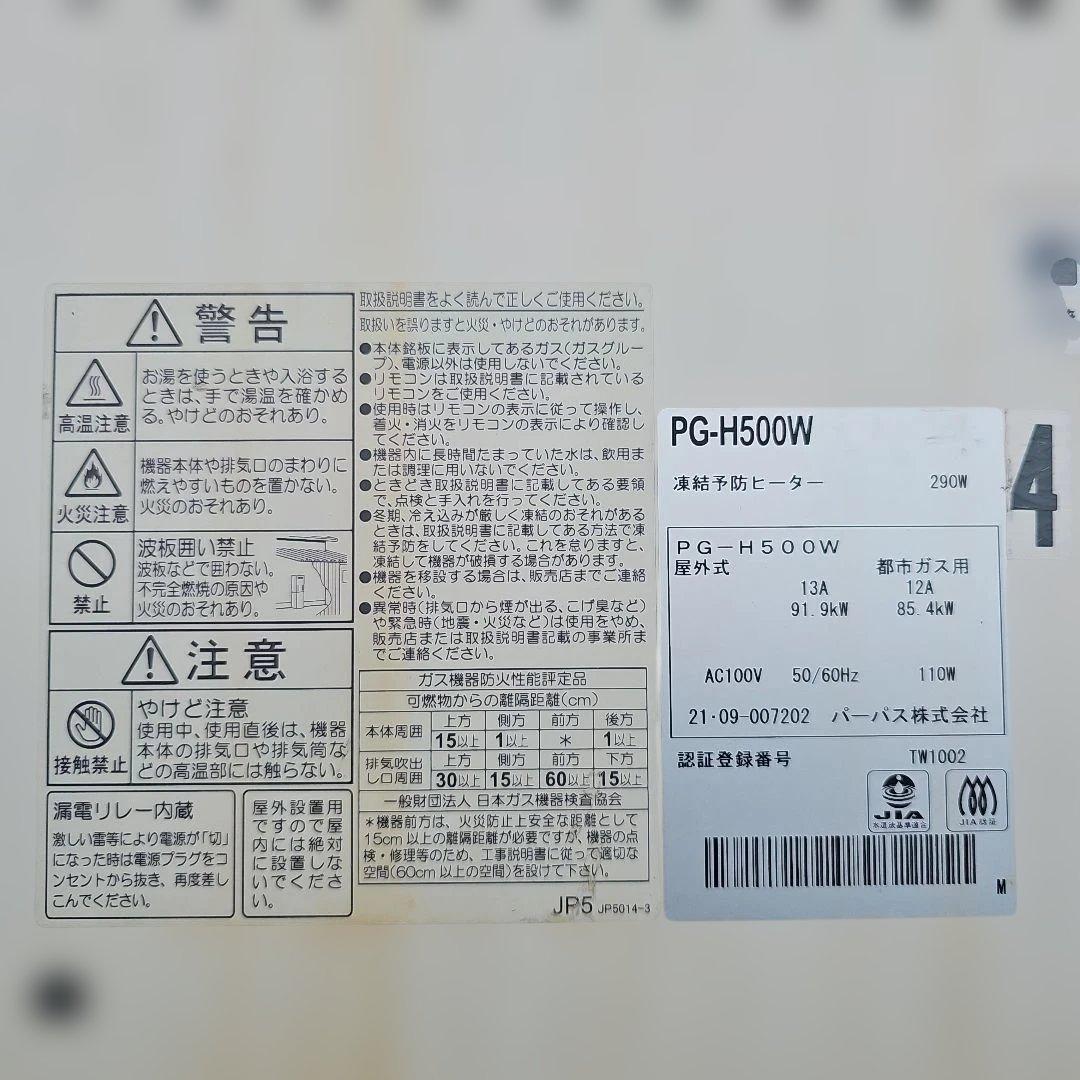 警告
高温注意
お湯を使うときや入浴する
ときは、手で湯温を確かめ
る。やけどのおそれあり。
火災注意
機器本体や排気口のまわりに
燃えやすいものを置かない。
火災のおそれあり。
禁止
波板囲い禁止
波板などで囲わない。
不完全燃焼の原因や
火災のおそれあり。
注意
接触禁止
やけど注意
使用中、使用直後は、機器
本体の排気口や排気筒な
どの高温部には触らない。
漏電リレー内蔵
激しい雷等により電源が「切」
になった時は電源プラグをコ
ンセントから抜き、再度差し
こんでください。
屋外設置用
ですので屋
内には絶対
に設置しな
いでくださ
い。
取扱説明書をよく読んで正しくご使用ください。
取扱いを誤りますと火災・やけどのおそれがあります。
●本体銘板に表示してあるガス(ガスグルー
プ)、電源以外は使用しないでください。
●リモコンは取扱説明書に記載されている
リモコンをご使用ください。
●使用時はリモコンの表示に従って操作し、
着火・消火をリモコンの表示により確認し
てください。
●機器内に長時間たまっていた水は、飲用ま
たは調理に用いないでください。
●ときどき取扱説明書に記載してある要領
で、点検と手入れを行ってください。
●冬期、冷え込みが厳しく凍結のおそれがある
ときは、取扱説明書に記載してある方法で凍
結予防をしてください。これを怠りますと、
凍結して機器が破損する場合があります。
●機器を移設する場合は、販売店までご連絡
ください。
●異常時(排気口から煙が出る、こげ臭など)
や緊急時(地震・火災など)は使用をやめ、
販売店または取扱説明書記載の事業所ま
でご連絡ください。
ガス機器防火性能評定品
可燃物からの離隔距離(cm)
本体周囲 上方 側方 前方 後方
15以上 1以上 * 1以上
排気吹出し口周囲 上方 側方 前方 下方
30以上 15以上 60以上 15以上
一般財団法人 日本ガス機器検査協会
*機器前方は、火災防止上安全な距離として
15cm以上の離隔距離が必要ですが、機器の点
検・修理等のため、工事説明書に従って適切な
空間(60cm以上の空間)を設けて下さい。
JP5 JP5014-3
PG-H500W
凍結予防ヒーター 290W
PG-H500W
屋外式 都市ガス用
13A 12A
91.9kW 85.4kW
AC100V 50/60Hz 110W
21・09-007202 パーパス株式会社
認証登録番号 TW1002
JIA
水道法基準適合
JIA認証
M
4